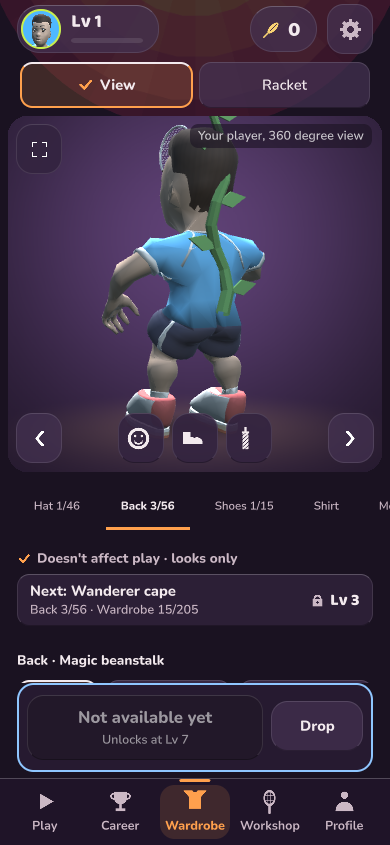 Lv 1
0
View
Racket
Your player, 360 degree view
Hat 1/46
Back 3/56
Shoes 1/15
Shirt
Doesn't affect play · looks only
Next: Wanderer cape
Back 3/56 · Wardrobe 15/205
Lv 3
Back · Magic beanstalk
Not available yet
Unlocks at Lv 7
Drop
Play
Career
Wardrobe
Workshop
Profile